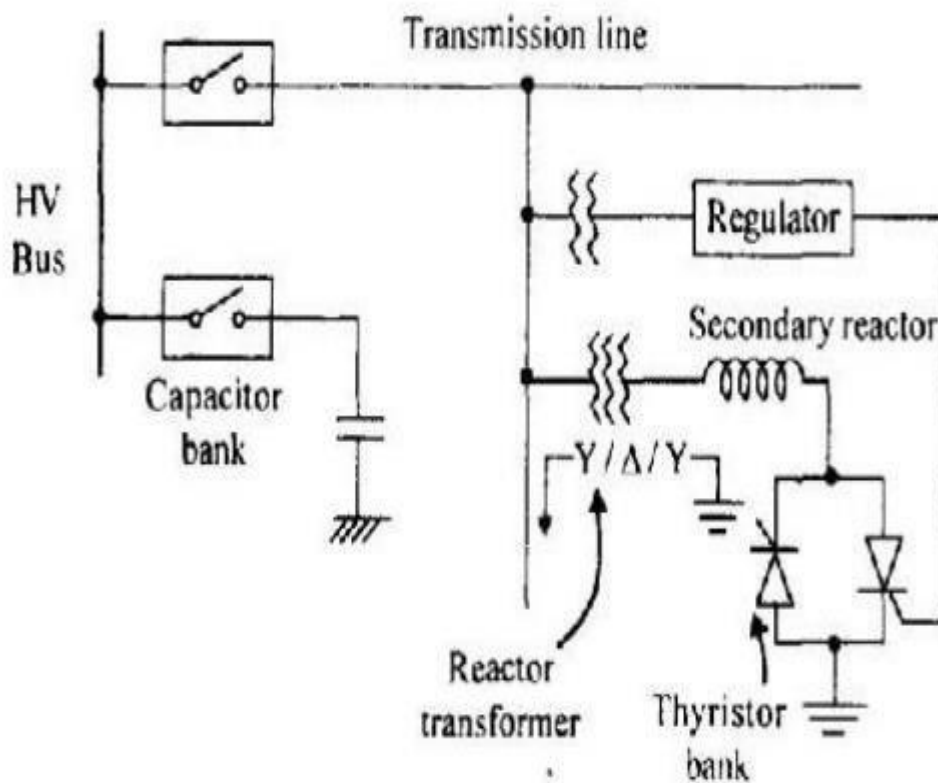 Transmission line
HV
Bus
Regulator
Secondary reactor
Capacitor
bank
Y / Δ / Y
Reactor
transformer
Thyristor
bank